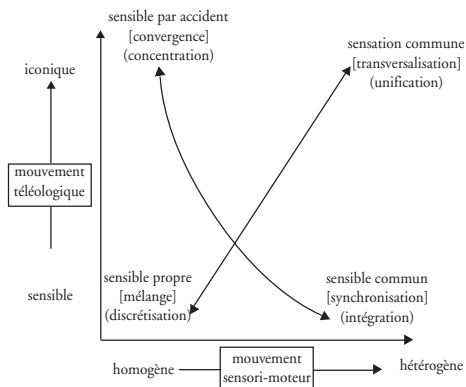 sensible par accident
[convergence]
(concentration)
sensation commune
[transversalisation]
(unification)
iconique
mouvement
téléologique
sensible
sensible propre
[mélange]
(discrétisation)
sensible commun
[synchronisation]
(intégration)
homogène
mouvement
sensori-moteur
hétérogène